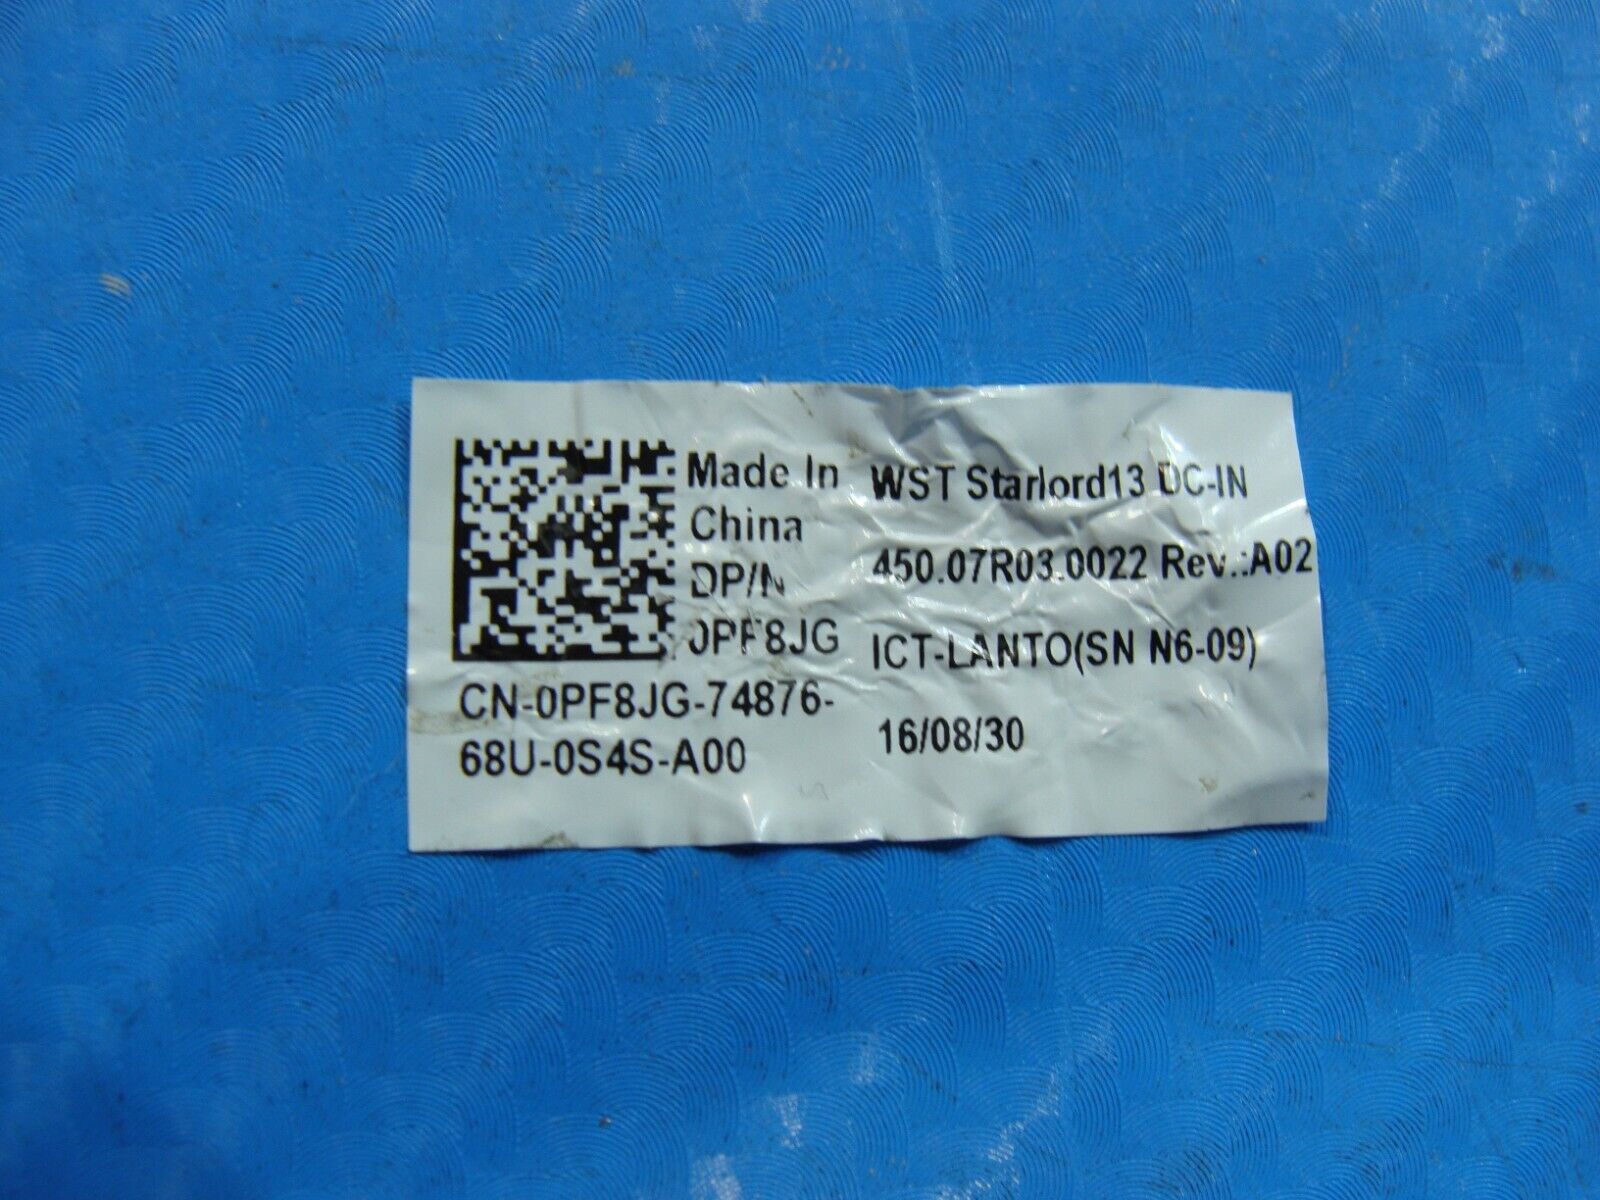 Made In
China
DP/N
0PF8JG
CN-0PF8JG-74876-
68U-0S4S-A00
WST Starlord13 DC-IN
450.07R03.0022 Rev.:A02
ICT-LANTO(SN N6-09)
16/08/30